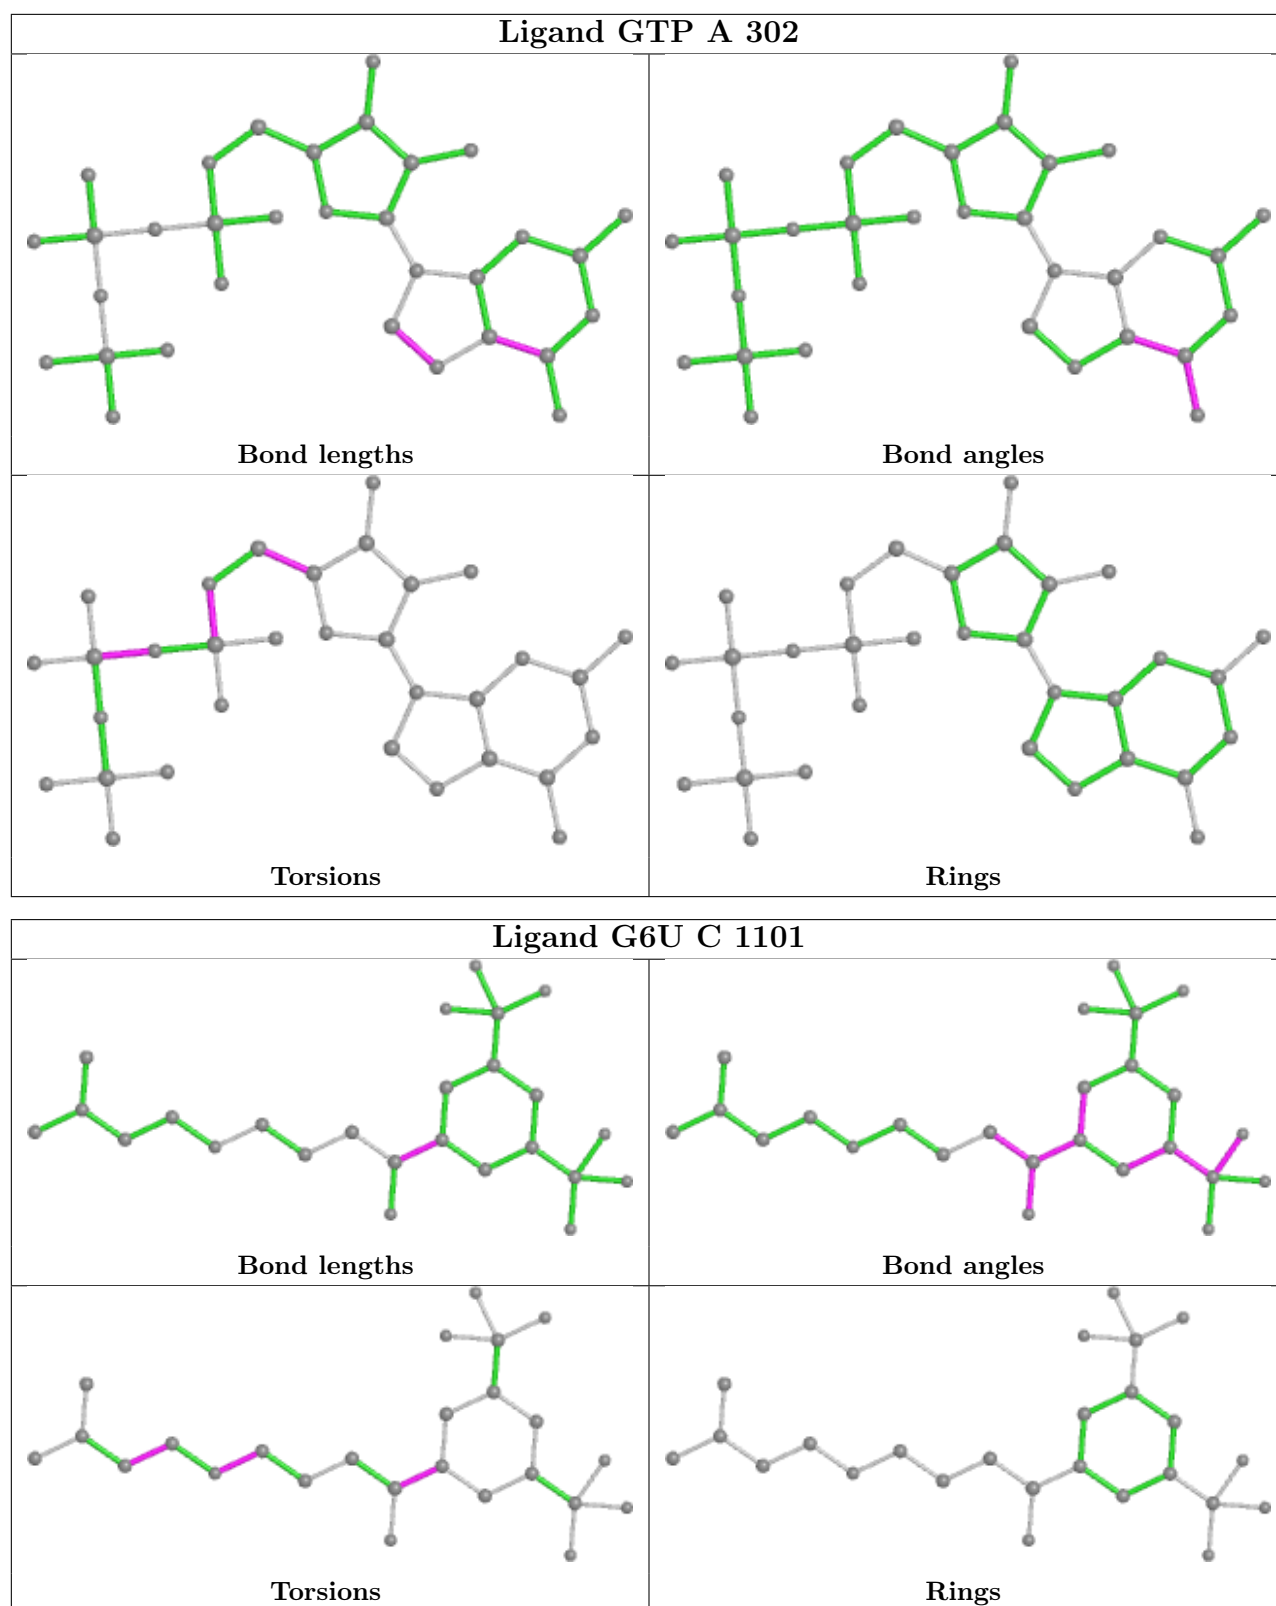 Ligand GTP A 302
Bond lengths
Bond angles
Torsions
Rings
Ligand G6U C 1101
Bond lengths
Bond angles
Torsions
Rings